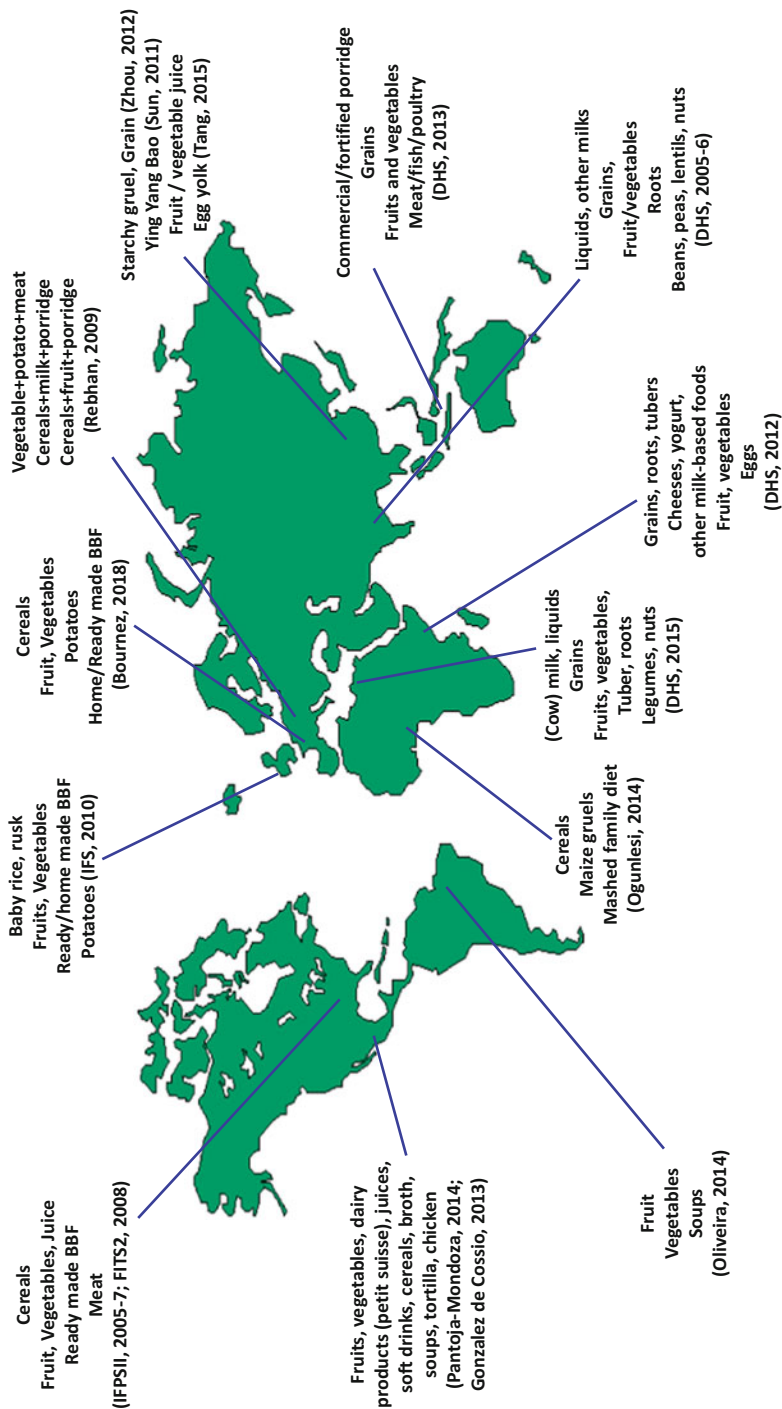 Cereals
Fruit, Vegetables, Juice
Ready made BBF
Meat
(IFPSII, 2005-7; FITS2, 2008)
Baby rice, rusk
Fruits, Vegetables
Ready/home made BBF
Potatoes (IFS, 2010)
Cereals
Fruit, Vegetables
Potatoes
Home/Ready made BBF
(Bournez, 2018)
Vegetable+potato+meat
Cereals+milk+porridge
Cereals+fruit+porridge
(Rebhan, 2009)
Starchy gruel, Grain (Zhou, 2012)
Ying Yang Bao (Sun, 2011)
Fruit / vegetable juice
Egg yolk (Tang, 2015)
Commercial/fortified porridge
Grains
Fruits and vegetables
Meat/fish/poultry
(DHS, 2013)
Fruits, vegetables, dairy
products (petit suisse), juices,
soft drinks, cereals, broth,
soups, tortilla, chicken
(Pantoja-Mondoza, 2014;
Gonzalez de Cossio, 2013)
Fruit
Vegetables
Soups
(Oliveira, 2014)
Cereals
Maize gruels
Mashed family diet
(Ogunlesi, 2014)
(Cow) milk, liquids
Grains
Fruits, vegetables,
Tuber, roots
Legumes, nuts
(DHS, 2015)
Grains, roots, tubers
Cheeses, yogurt,
other milk-based foods
Fruit, vegetables
Eggs
(DHS, 2012)
Liquids, other milks
Grains,
Fruit/vegetables
Roots
Beans, peas, lentils, nuts
(DHS, 2005-6)